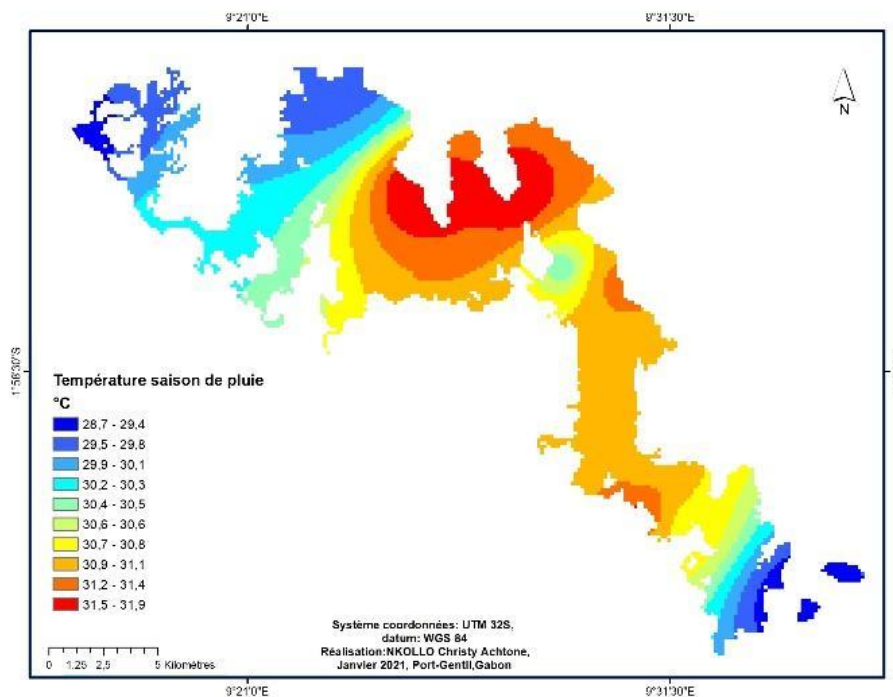 9°21'0"E
9°31'30"E
N
1°56'30"S
Température saison de pluie
°C
28,7 - 29,4
29,5 - 29,8
29,9 - 30,1
30,2 - 30,3
30,4 - 30,5
30,6 - 30,6
30,7 - 30,8
30,9 - 31,1
31,2 - 31,4
31,5 - 31,9
0 1,25 2,5 5 Kilomètres
Système coordonnées: UTM 32S,
datum: WGS 84
Réalisation:NKOLLO Christy Achtone,
Janvier 2021, Port-Gentil,Gabon
9°21'0"E
9°31'30"E